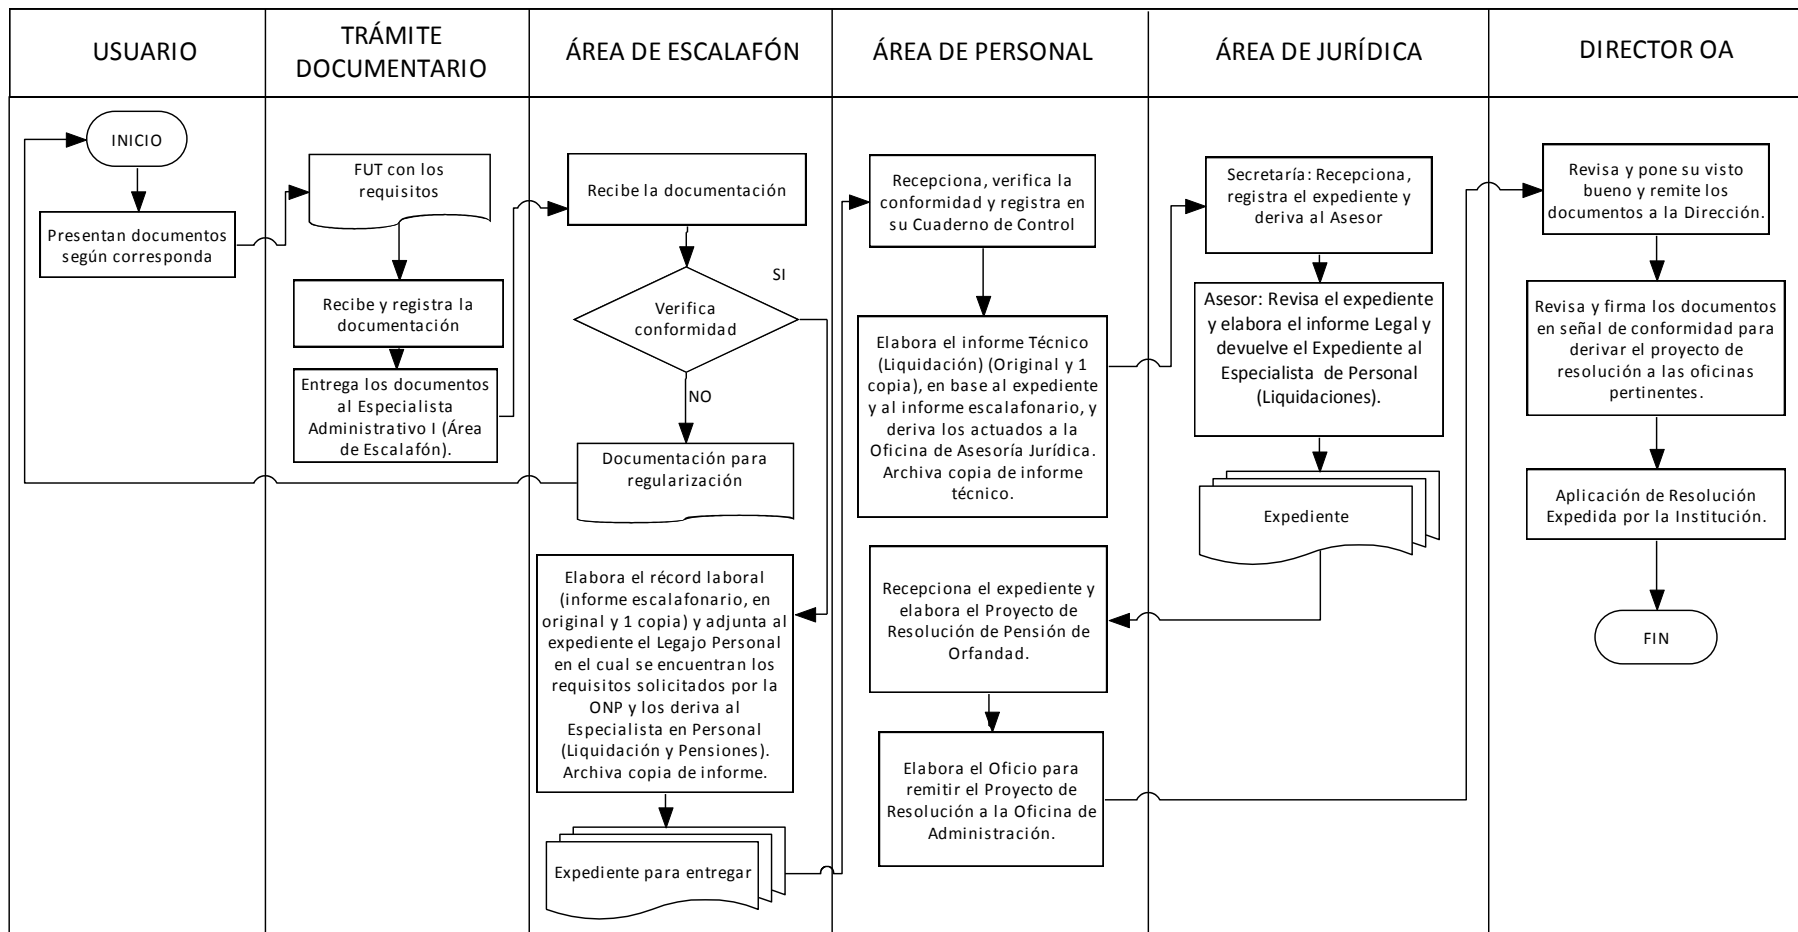 USUARIO
TRÁMITE
DOCUMENTARIO
ÁREA DE ESCALAFÓN
ÁREA DE PERSONAL
ÁREA DE JURÍDICA
DIRECTOR OA
INICIO
Presentan documentos
según corresponda
FUT con los
requisitos
Recibe y registra la
documentación
Entrega los documentos
al Especialista
Administrativo I (Área
de Escalafón).
Recibe la documentación
SI
Verifica
conformidad
NO
Documentación para
regularización
Elabora el récord laboral
(informe escalafonario, en
original y 1 copia) y adjunta al
expediente el Legajo Personal
en el cual se encuentran los
requisitos solicitados por la
ONP y los deriva al
Especialista en Personal
(Liquidación y Pensiones).
Archiva copia de informe.
Expediente para entregar
Recepciona, verifica la
conformidad y registra en
su Cuaderno de Control
Elabora el informe Técnico
(Liquidación) (Original y 1
copia), en base al expediente
y al informe escalafonario, y
deriva los actuados a la
Oficina de Asesoría Jurídica.
Archiva copia de informe
técnico.
Recepciona el expediente y
elabora el Proyecto de
Resolución de Pensión de
Orfandad.
Elabora el Oficio para
remitir el Proyecto de
Resolución a la Oficina de
Administración.
Secretaría: Recepciona,
registra el expediente y
deriva al Asesor
Asesor: Revisa el expediente
y elabora el informe Legal y
devuelve el Expediente al
Especialista de Personal
(Liquidaciones).
Expediente
Revisa y pone su visto
bueno y remite los
documentos a la Dirección.
Revisa y firma los documentos
en señal de conformidad para
derivar el proyecto de
resolución a las oficinas
pertinentes.
Aplicación de Resolución
Expedida por la Institución.
FIN